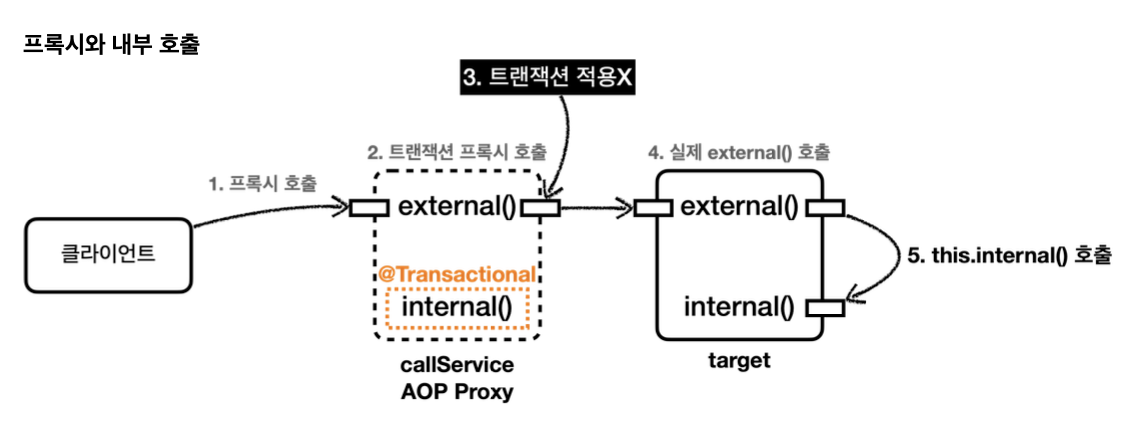 프록시와 내부 호출
3. 트랜잭션 적용X
2. 트랜잭션 프록시 호출
4. 실제 external() 호출
1. 프록시 호출
external()
external()
클라이언트
5. this.internal() 호출
@Transactional
internal()
internal()
callService
AOP Proxy
target